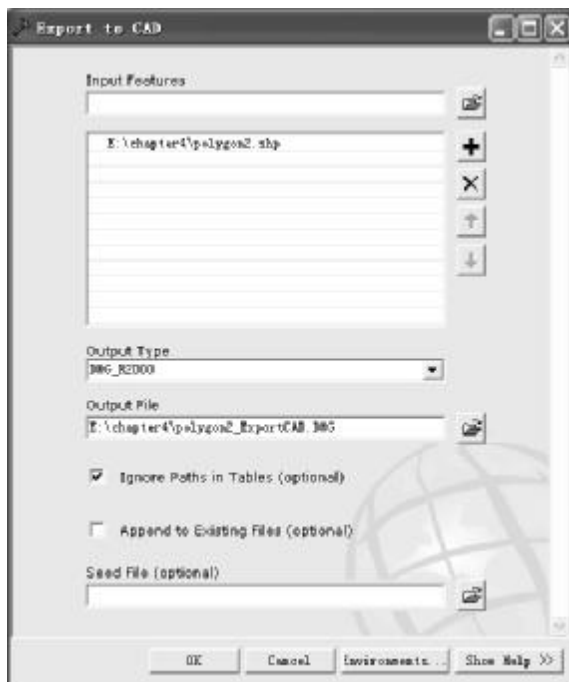 Export to CAD
Input Features
E:\chapter4\polygon2.shp
Output Type
DWG_R2000
Output File
E:\chapter4\polygon2_ExportCAD.DWG
Ignore Paths in Tables (optional)
Append to Existing Files (optional)
Seed File (optional)
OK
Cancel
Environments...
Show Help >>